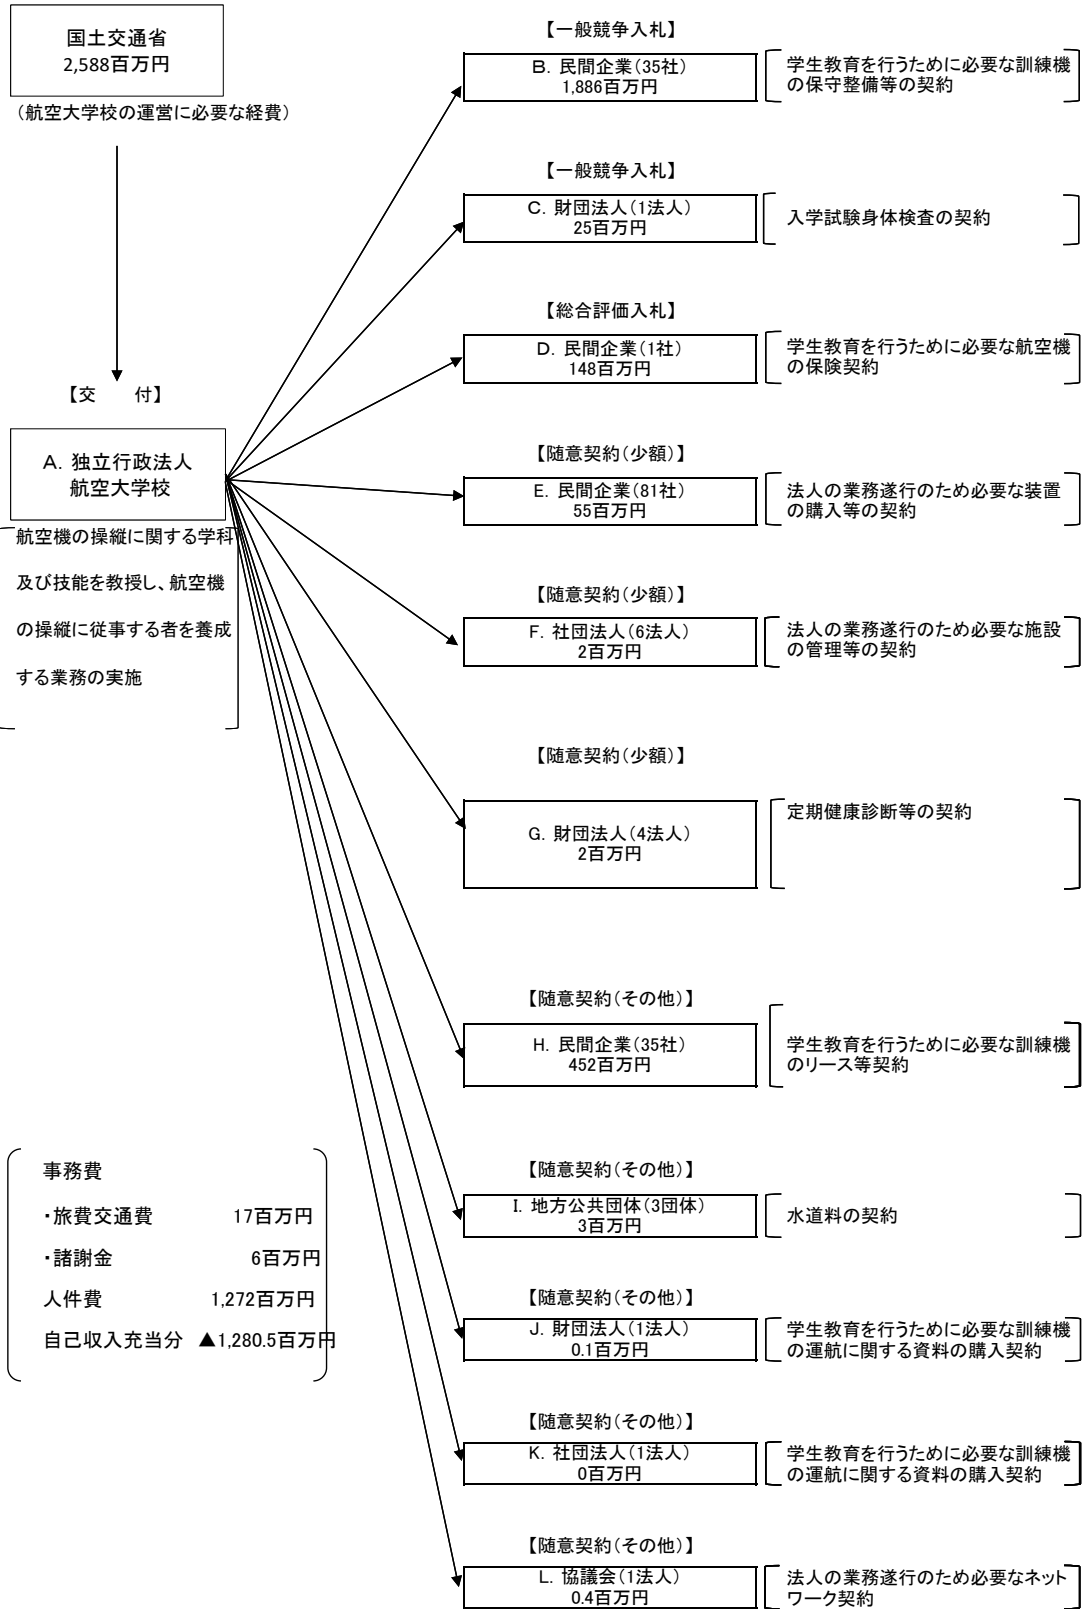 国土交通省
2,588百万円
(航空大学校の運営に必要な経費)
【交　　付】
A. 独立行政法人
航空大学校
航空機の操縦に関する学科
及び技能を教授し、航空機
の操縦に従事する者を養成
する業務の実施
事務費
・旅費交通費　17百万円
・諸謝金　6百万円
人件費　1,272百万円
自己収入充当分　▲1,280.5百万円
【一般競争入札】
B. 民間企業(35社)
1,886百万円
学生教育を行うために必要な訓練機
の保守整備等の契約
【一般競争入札】
C. 財団法人(1法人)
25百万円
入学試験身体検査の契約
【総合評価入札】
D. 民間企業(1社)
148百万円
学生教育を行うために必要な航空機
の保険契約
【随意契約(少額)】
E. 民間企業(81社)
55百万円
法人の業務遂行のため必要な装置
の購入等の契約
【随意契約(少額)】
F. 社団法人(6法人)
2百万円
法人の業務遂行のため必要な施設
の管理等の契約
【随意契約(少額)】
G. 財団法人(4法人)
2百万円
定期健康診断等の契約
【随意契約(その他)】
H. 民間企業(35社)
452百万円
学生教育を行うために必要な訓練機
のリース等契約
【随意契約(その他)】
I. 地方公共団体(3団体)
3百万円
水道料の契約
【随意契約(その他)】
J. 財団法人(1法人)
0.1百万円
学生教育を行うために必要な訓練機
の運航に関する資料の購入契約
【随意契約(その他)】
K. 社団法人(1法人)
0百万円
学生教育を行うために必要な訓練機
の運航に関する資料の購入契約
【随意契約(その他)】
L. 協議会(1法人)
0.4百万円
法人の業務遂行のため必要なネット
ワーク契約